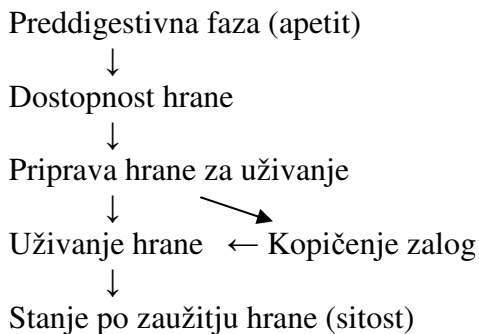 Preddigestivna faza (apetit)
↓
Dostopnost hrane
↓
Priprava hrane za uživanje
↓
Uživanje hrane ← Kopičenje zalog
↓
Stanje po zaužitju hrane (sitost)